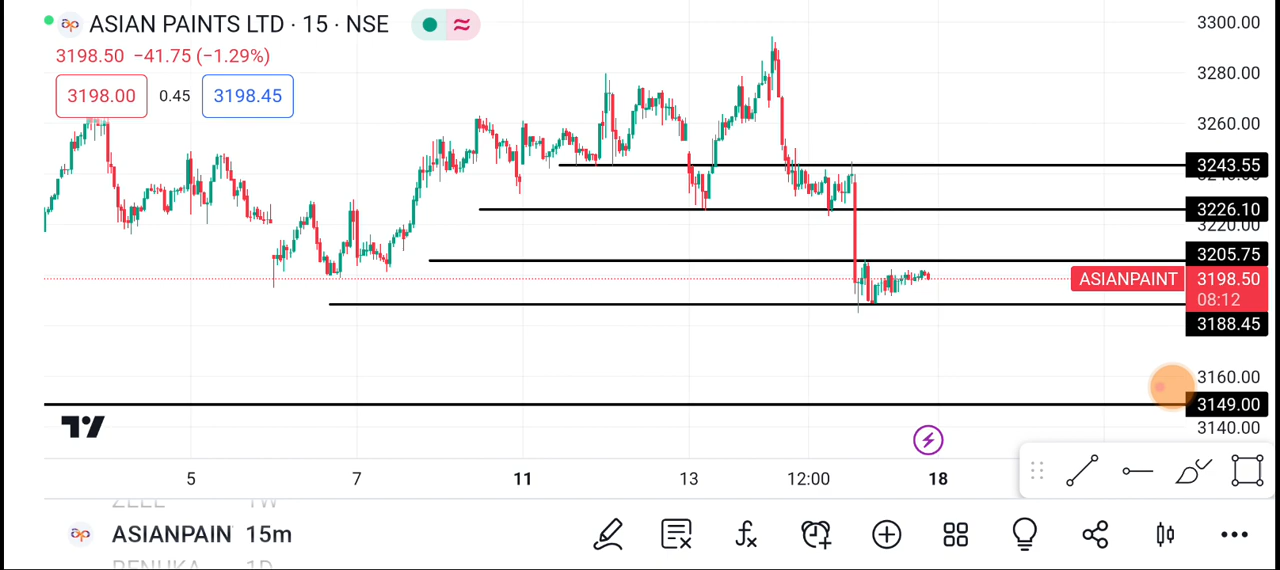 ASIAN PAINTS LTD · 15 · NSE
3198.50 −41.75 (−1.29%)
3198.00 0.45 3198.45
3300.00
3280.00
3260.00
3243.55
3226.10
3220.00
3205.75
ASIANPAINT 3198.50
08:12
3188.45
3160.00
3149.00
3140.00
5 7 11 13 12:00 18
ASIANPAIN 15m